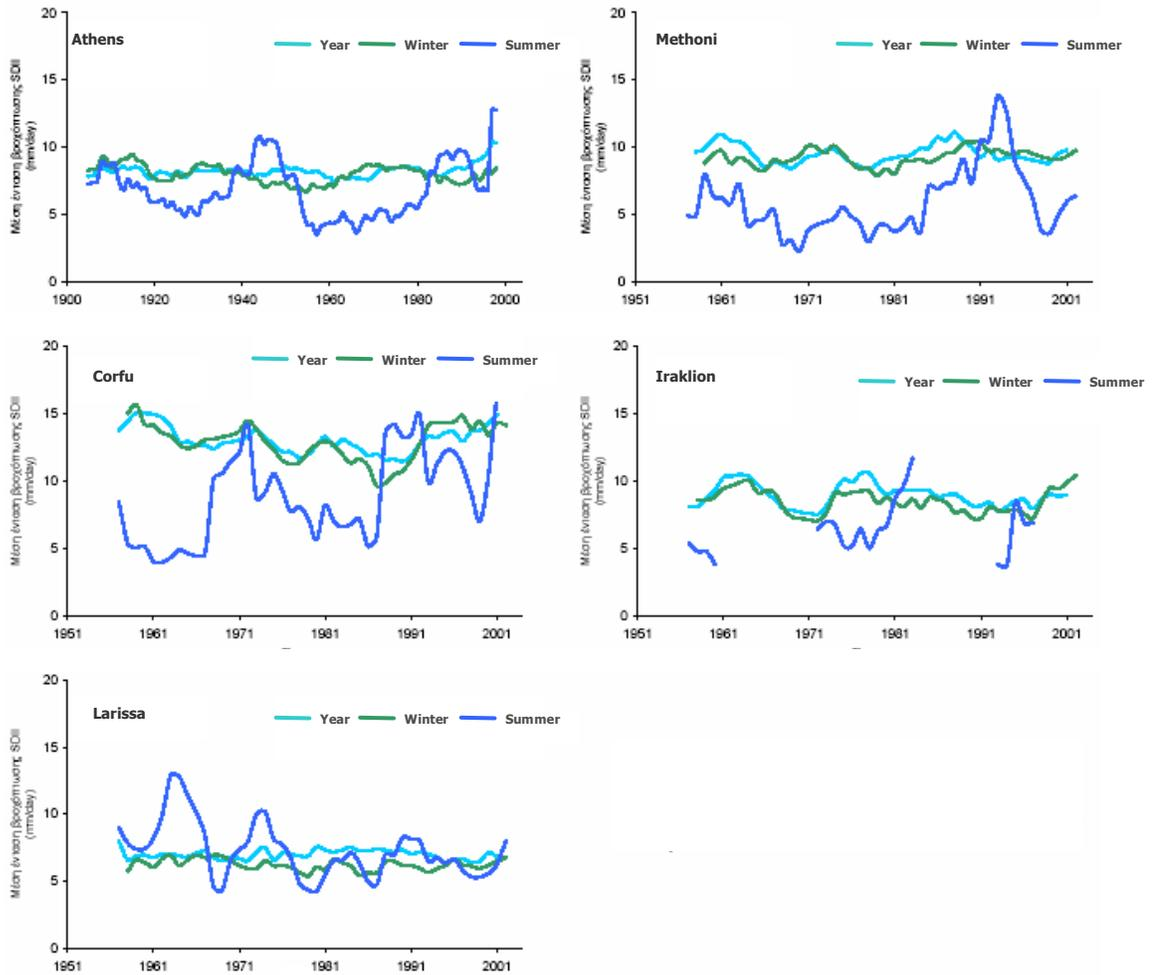 20
Athens
Year Winter Summer
15
10
5
0
1900 1920 1940 1960 1980 2000
Μέση ένταση βροχόπτωσης SDII
(mm/day)
20
Methoni
Year Winter Summer
15
10
5
0
1951 1961 1971 1981 1991 2001
Μέση ένταση βροχόπτωσης SDII
(mm/day)
20
Year Winter Summer
Corfu
15
10
5
0
1951 1961 1971 1981 1991 2001
Μέση ένταση βροχόπτωσης SDII
(mm/day)
20
Iraklion
Year Winter Summer
15
10
5
0
1951 1961 1971 1981 1991 2001
Μέση ένταση βροχόπτωσης SDII
(mm/day)
20
Larissa
Year Winter Summer
15
10
5
0
1951 1961 1971 1981 1991 2001
Μέση ένταση βροχόπτωσης SDII
(mm/day)